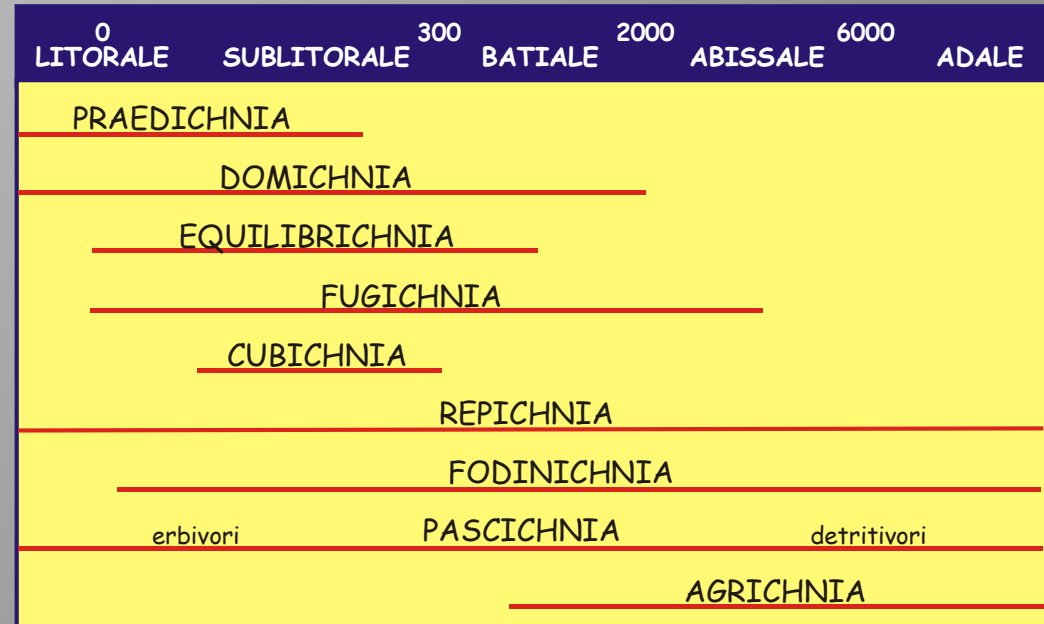 0 300 2000 6000
LITORALE SUBLITORALE BATIALE ABISSALE ADALE
PRAEDICHNIA
DOMICHNIA
EQUILIBRICHNIA
FUGICHNIA
CUBICHNIA
REPICHNIA
FODINICHNIA
erbivori PASCICHNIA detritivori
AGRICHNIA